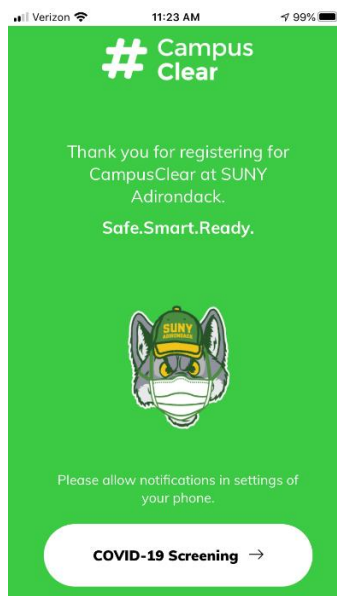 Verizon 11:23 AM 99%
# Campus
Clear
Thank you for registering for
CampusClear at SUNY
Adirondack.
Safe.Smart.Ready.
SUNY
ADIRONDACK
Please allow notifications in settings of
your phone.
COVID-19 Screening →